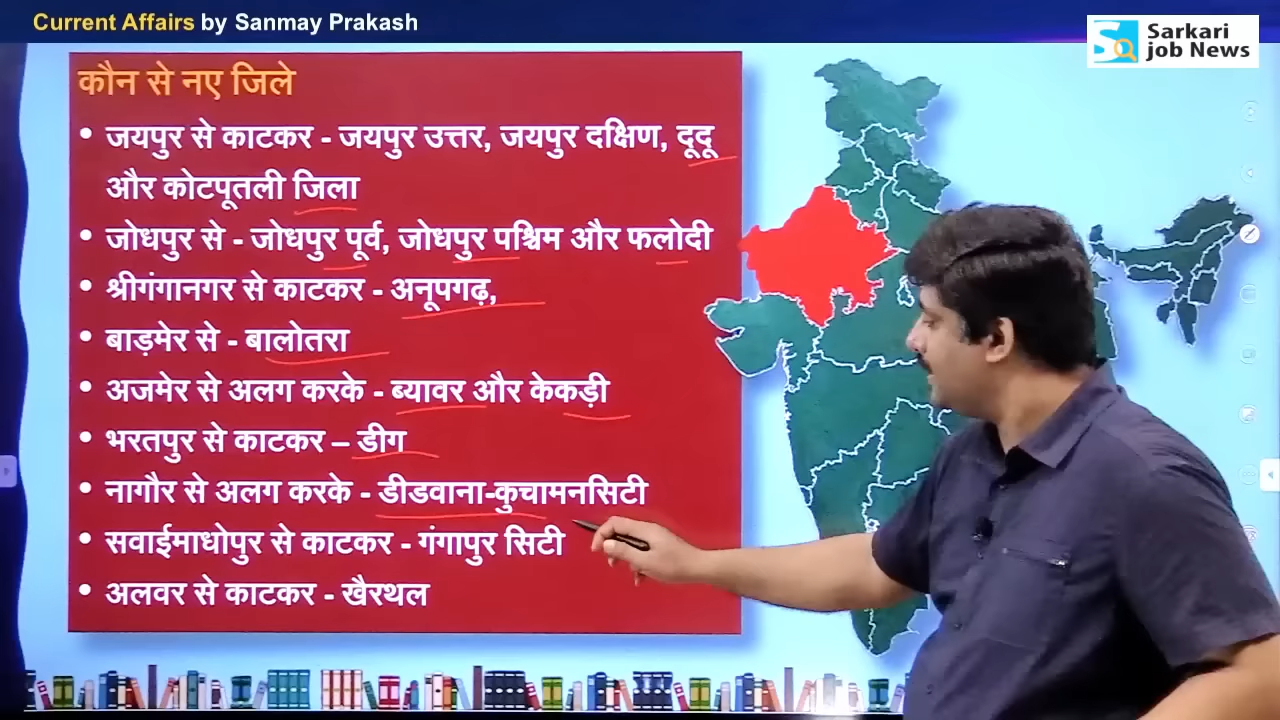 Current Affairs by Sanmay Prakash
Sarkari
Job News
कौन से नए जिले
• जयपुर से काटकर - जयपुर उत्तर, जयपुर दक्षिण, दूदू
और कोटपूतली जिला
• जोधपुर से - जोधपुर पूर्व, जोधपुर पश्चिम और फलोदी
• श्रीगंगानगर से काटकर - अनूपगढ़,
• बाड़मेर से - बालोतरा
• अजमेर से अलग करके - ब्यावर और केकड़ी
• भरतपुर से काटकर – डीग
• नागौर से अलग करके - डीडवाना-कुचामनसिटी
• सवाईमाधोपुर से काटकर - गंगापुर सिटी
• अलवर से काटकर - खैरथल